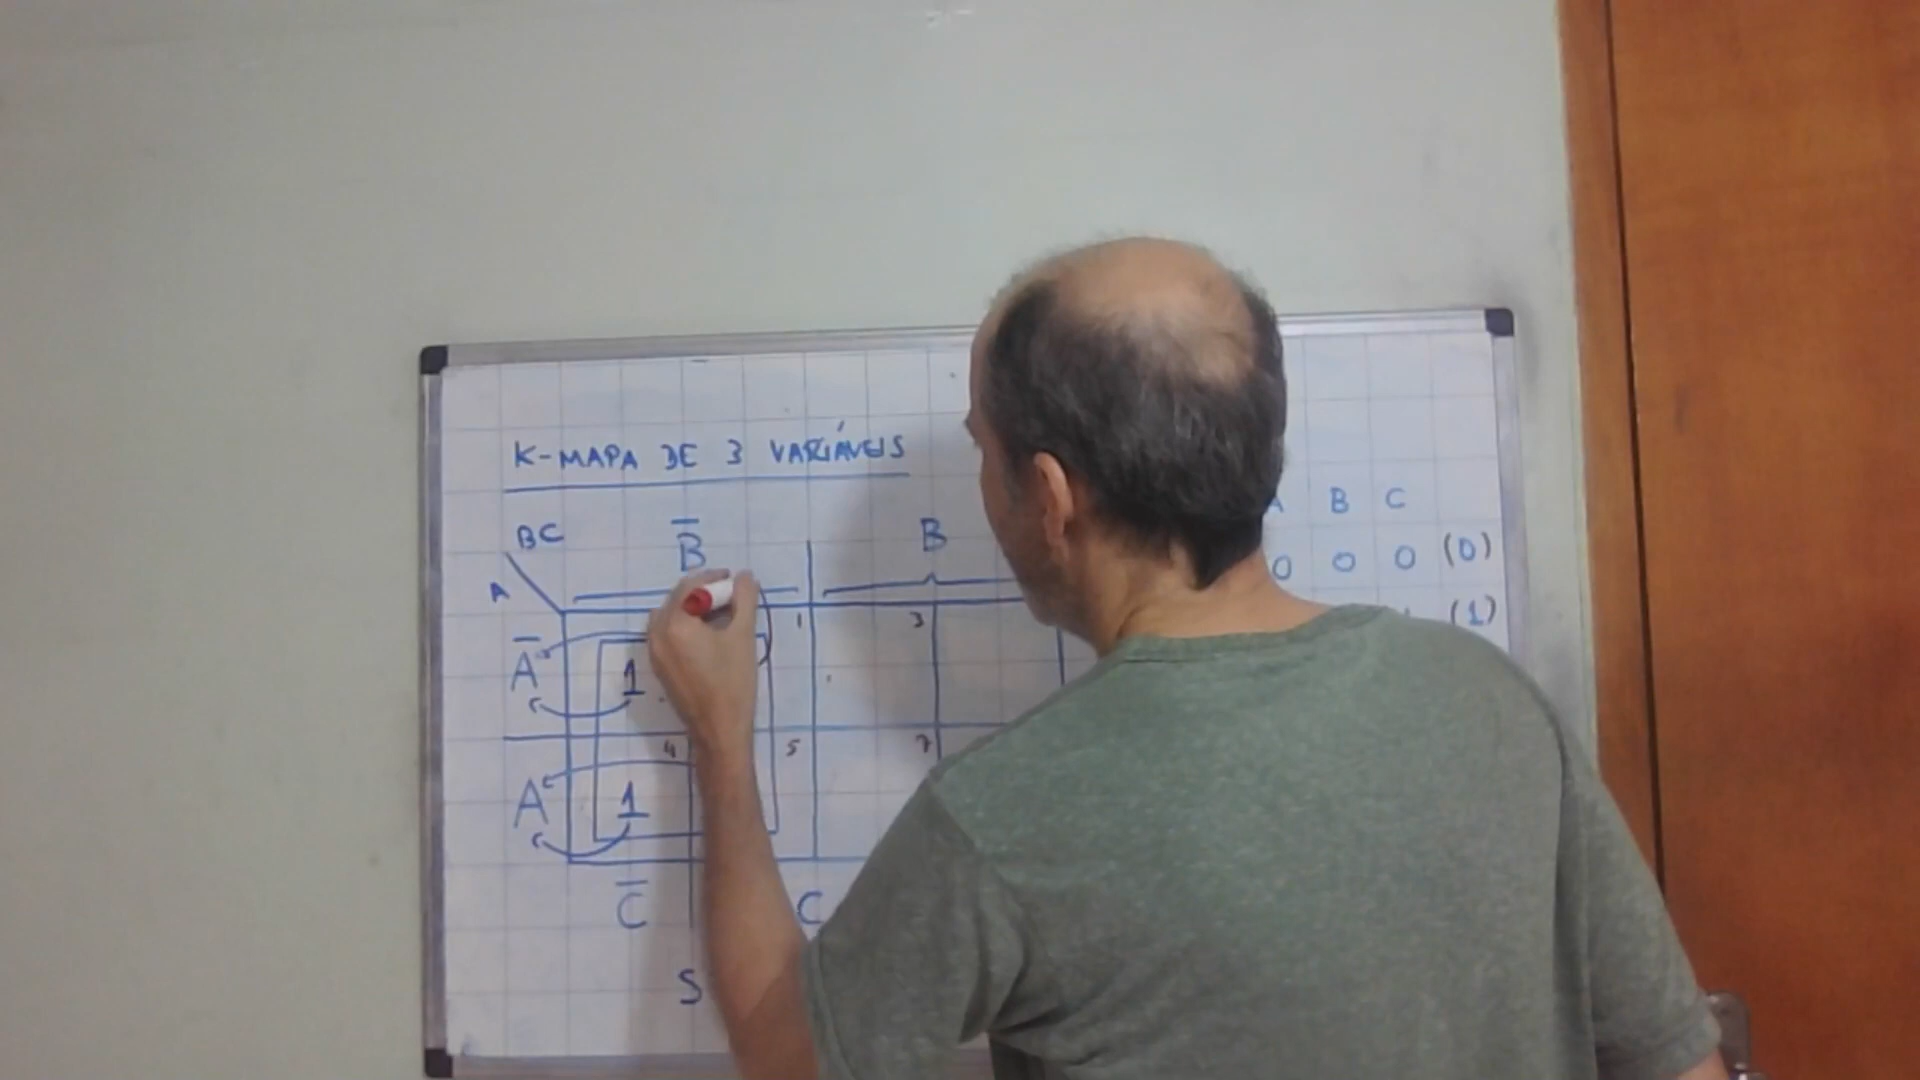 K-MAPA DE 3 VARIÁVEIS
BC
B̅
B
A
A B C
0 0 0 (0)
1 3
(1)
A̅ 1
4 5 7
A 1
C̅ C
S